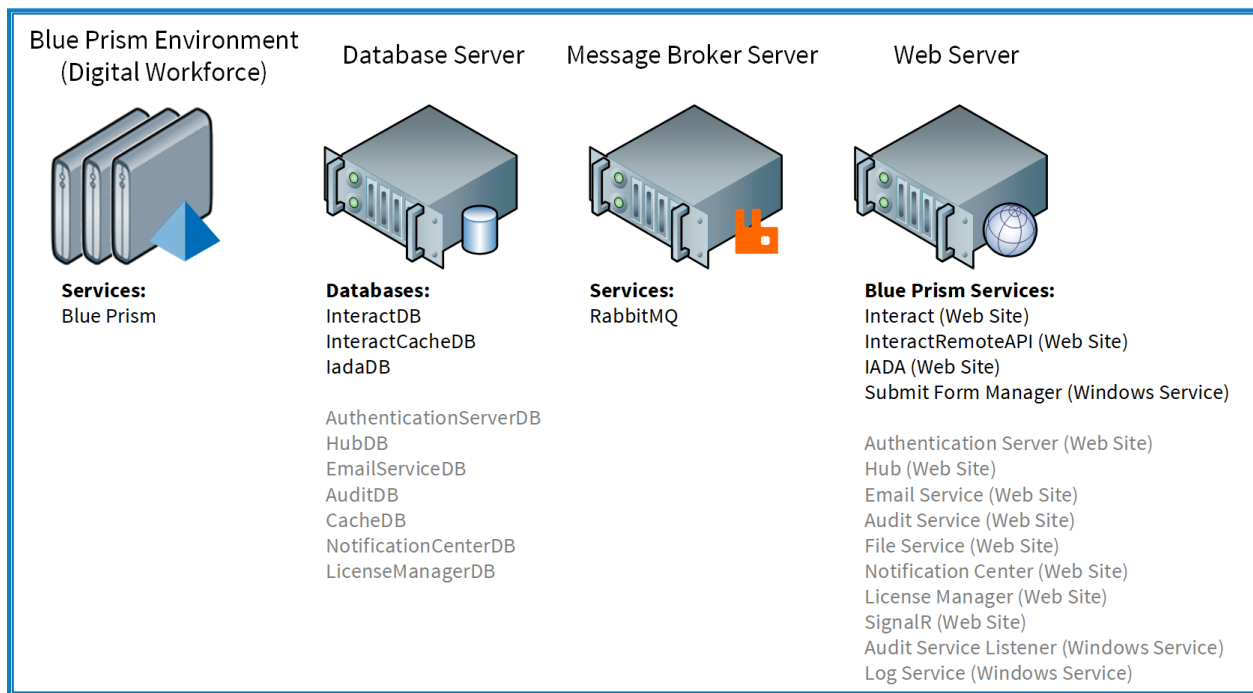 Blue Prism Environment
(Digital Workforce)
Services:
Blue Prism
Database Server
Databases:
InteractDB
InteractCacheDB
IadaDB
AuthenticationServerDB
HubDB
EmailServiceDB
AuditDB
CacheDB
NotificationCenterDB
LicenseManagerDB
Message Broker Server
Services:
RabbitMQ
Web Server
Blue Prism Services:
Interact (Web Site)
InteractRemoteAPI (Web Site)
IADA (Web Site)
Submit Form Manager (Windows Service)
Authentication Server (Web Site)
Hub (Web Site)
Email Service (Web Site)
Audit Service (Web Site)
File Service (Web Site)
Notification Center (Web Site)
License Manager (Web Site)
SignalR (Web Site)
Audit Service Listener (Windows Service)
Log Service (Windows Service)